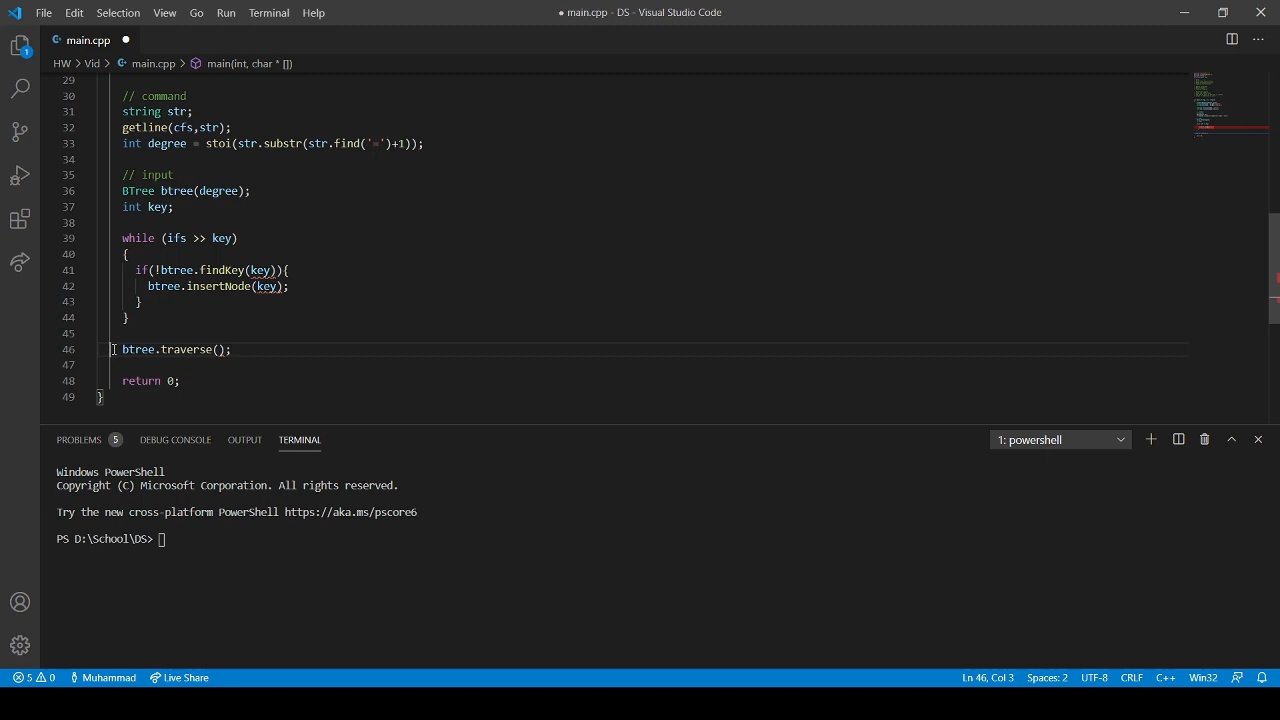 File Edit Selection View Go Run Terminal Help
● main.cpp - DS - Visual Studio Code
main.cpp
HW > Vid > main.cpp > main(int, char * [])
29
30 // command
31 string str;
32 getline(cfs,str);
33 int degree = stoi(str.substr(str.find('=')+1));
34
35 // input
36 BTree btree(degree);
37 int key;
38
39 while (ifs >> key)
40 {
41 if(!btree.findKey(key)){
42 btree.insertNode(key);
43 }
44 }
45
46 btree.traverse();
47
48 return 0;
49 }
PROBLEMS 5 DEBUG CONSOLE OUTPUT TERMINAL
1: powershell
Windows PowerShell
Copyright (C) Microsoft Corporation. All rights reserved.
Try the new cross-platform PowerShell https://aka.ms/pscore6
PS D:\School\DS>
5 0 Muhammad Live Share
Ln 46, Col 3 Spaces: 2 UTF-8 CRLF C++ Win32
1